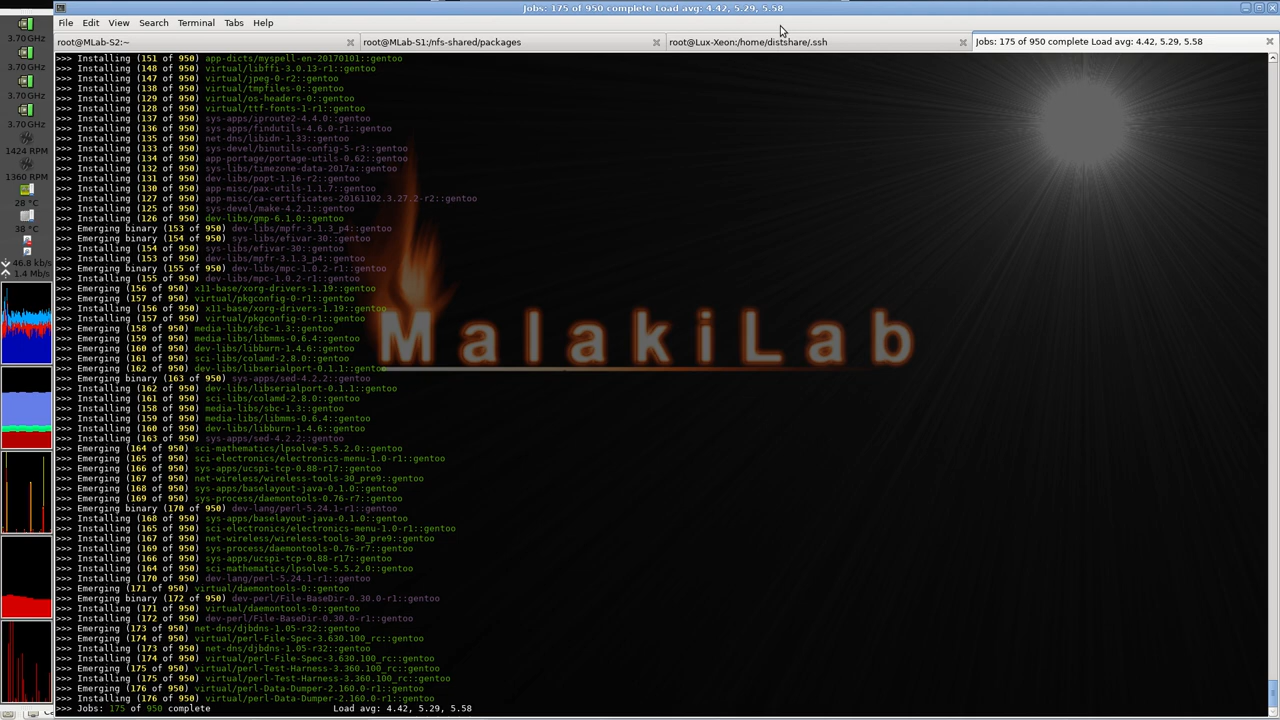 Jobs: 175 of 950 complete Load avg: 4.42, 5.29, 5.58
File Edit View Search Terminal Tabs Help
root@MLab-S2:~
root@MLab-S1:/nfs-shared/packages
root@Lux-Xeon:/home/distshare/.ssh
Jobs: 175 of 950 complete Load avg: 4.42, 5.29, 5.58
3.70 GHz
3.70 GHz
3.70 GHz
3.70 GHz
1424 RPM
1360 RPM
28 °C
38 °C
46.8 kb/s
1.4 Mb/s
>>> Installing (151 of 950) app-dicts/myspell-en-20170101::gentoo
>>> Installing (148 of 950) virtual/libffi-3.0.13-r1::gentoo
>>> Installing (147 of 950) virtual/jpeg-0-r2::gentoo
>>> Installing (138 of 950) virtual/tmpfiles-0::gentoo
>>> Installing (129 of 950) virtual/os-headers-0::gentoo
>>> Installing (128 of 950) virtual/ttf-fonts-1-r1::gentoo
>>> Installing (137 of 950) sys-apps/iproute2-4.4.0::gentoo
>>> Installing (136 of 950) sys-apps/findutils-4.6.0-r1::gentoo
>>> Installing (135 of 950) net-dns/libidn-1.33::gentoo
>>> Installing (133 of 950) sys-devel/binutils-config-5-r3::gentoo
>>> Installing (134 of 950) app-portage/portage-utils-0.62::gentoo
>>> Installing (132 of 950) sys-libs/timezone-data-2017a::gentoo
>>> Installing (131 of 950) dev-libs/popt-1.16-r2::gentoo
>>> Installing (130 of 950) app-misc/pax-utils-1.1.7::gentoo
>>> Installing (127 of 950) app-misc/ca-certificates-20161102.3.27.2-r2::gentoo
>>> Installing (125 of 950) sys-devel/make-4.2.1::gentoo
>>> Installing (126 of 950) dev-libs/gmp-6.1.0::gentoo
>>> Emerging binary (153 of 950) dev-libs/mpfr-3.1.3_p4::gentoo
>>> Emerging binary (154 of 950) sys-libs/efivar-30::gentoo
>>> Installing (154 of 950) sys-libs/efivar-30::gentoo
>>> Installing (153 of 950) dev-libs/mpfr-3.1.3_p4::gentoo
>>> Emerging binary (155 of 950) dev-libs/mpc-1.0.2-r1::gentoo
>>> Installing (155 of 950) dev-libs/mpc-1.0.2-r1::gentoo
>>> Emerging (156 of 950) x11-base/xorg-drivers-1.19::gentoo
>>> Emerging (157 of 950) virtual/pkgconfig-0-r1::gentoo
>>> Installing (156 of 950) x11-base/xorg-drivers-1.19::gentoo
>>> Installing (157 of 950) virtual/pkgconfig-0-r1::gentoo
>>> Emerging (158 of 950) media-libs/sbc-1.3::gentoo
>>> Emerging (159 of 950) media-libs/libmms-0.6.4::gentoo
>>> Emerging (160 of 950) dev-libs/libburn-1.4.6::gentoo
>>> Emerging (161 of 950) sci-libs/colamd-2.8.0::gentoo
>>> Emerging (162 of 950) dev-libs/libserialport-0.1.1::gentoo
>>> Emerging binary (163 of 950) sys-apps/sed-4.2.2::gentoo
>>> Installing (162 of 950) dev-libs/libserialport-0.1.1::gentoo
>>> Installing (161 of 950) sci-libs/colamd-2.8.0::gentoo
>>> Installing (158 of 950) media-libs/sbc-1.3::gentoo
>>> Installing (159 of 950) media-libs/libmms-0.6.4::gentoo
>>> Installing (160 of 950) dev-libs/libburn-1.4.6::gentoo
>>> Installing (163 of 950) sys-apps/sed-4.2.2::gentoo
>>> Emerging (164 of 950) sci-mathematics/lpsolve-5.5.2.0::gentoo
>>> Emerging (165 of 950) sci-electronics/electronics-menu-1.0-r1::gentoo
>>> Emerging (166 of 950) sys-apps/ucspi-tcp-0.88-r17::gentoo
>>> Emerging (167 of 950) net-wireless/wireless-tools-30_pre9::gentoo
>>> Emerging (168 of 950) sys-apps/baselayout-java-0.1.0::gentoo
>>> Emerging (169 of 950) sys-process/daemontools-0.76-r7::gentoo
>>> Emerging binary (170 of 950) dev-lang/perl-5.24.1-r1::gentoo
>>> Installing (168 of 950) sys-apps/baselayout-java-0.1.0::gentoo
>>> Installing (165 of 950) sci-electronics/electronics-menu-1.0-r1::gentoo
>>> Installing (167 of 950) net-wireless/wireless-tools-30_pre9::gentoo
>>> Installing (169 of 950) sys-process/daemontools-0.76-r7::gentoo
>>> Installing (166 of 950) sys-apps/ucspi-tcp-0.88-r17::gentoo
>>> Installing (164 of 950) sci-mathematics/lpsolve-5.5.2.0::gentoo
>>> Installing (170 of 950) dev-lang/perl-5.24.1-r1::gentoo
>>> Emerging (171 of 950) virtual/daemontools-0::gentoo
>>> Emerging binary (172 of 950) dev-perl/File-BaseDir-0.30.0-r1::gentoo
>>> Installing (171 of 950) virtual/daemontools-0::gentoo
>>> Installing (172 of 950) dev-perl/File-BaseDir-0.30.0-r1::gentoo
>>> Emerging (173 of 950) net-dns/djbdns-1.05-r32::gentoo
>>> Emerging (174 of 950) virtual/perl-File-Spec-3.630.100_rc::gentoo
>>> Installing (173 of 950) net-dns/djbdns-1.05-r32::gentoo
>>> Installing (174 of 950) virtual/perl-File-Spec-3.630.100_rc::gentoo
>>> Emerging (175 of 950) virtual/perl-Test-Harness-3.360.100_rc::gentoo
>>> Installing (175 of 950) virtual/perl-Test-Harness-3.360.100_rc::gentoo
>>> Emerging (176 of 950) virtual/perl-Data-Dumper-2.160.0-r1::gentoo
>>> Installing (176 of 950) virtual/perl-Data-Dumper-2.160.0-r1::gentoo
>>> Jobs: 175 of 950 complete Load avg: 4.42, 5.29, 5.58
MalakiLab